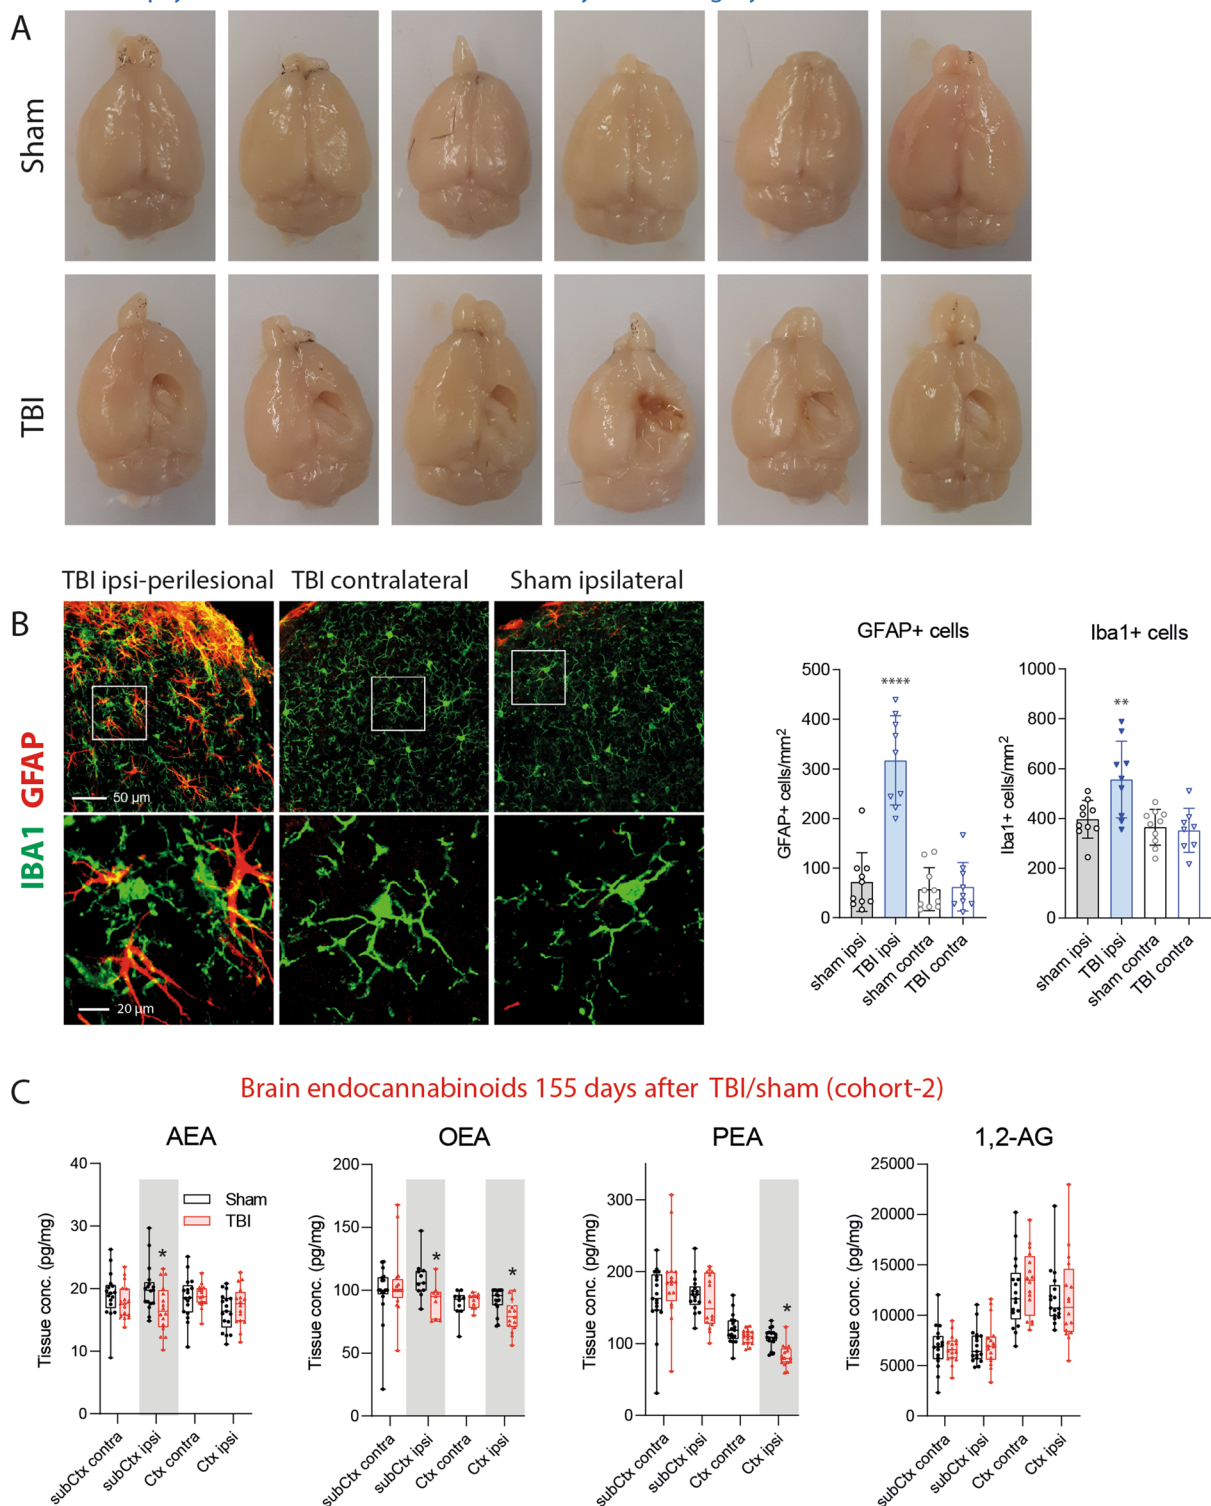 A
Sham
TBI
TBI ipsi-perilesional
TBI contralateral
Sham ipsilateral
B
IBA1 GFAP
50 µm
20 µm
GFAP+ cells
500
400
300
200
100
0
GFAP+ cells/mm2
****
sham ipsi
TBI ipsi
sham contra
TBI contra
Iba1+ cells
1000
800
600
400
200
0
Iba1+ cells/mm2
**
sham ipsi
TBI ipsi
sham contra
TBI contra
C
Brain endocannabinoids 155 days after TBI/sham (cohort-2)
AEA
40
30
20
10
0
Tissue conc. (pg/mg)
Sham
TBI
*
subCtx contra
subCtx ipsi
Ctx contra
Ctx ipsi
OEA
200
150
100
50
0
Tissue conc. (pg/mg)
*
*
subCtx contra
subCtx ipsi
Ctx contra
Ctx ipsi
PEA
300
200
100
0
Tissue conc. (pg/mg)
*
subCtx contra
subCtx ipsi
Ctx contra
Ctx ipsi
1,2-AG
25000
20000
15000
10000
5000
0
Tissue conc. (pg/mg)
subCtx contra
subCtx ipsi
Ctx contra
Ctx ipsi